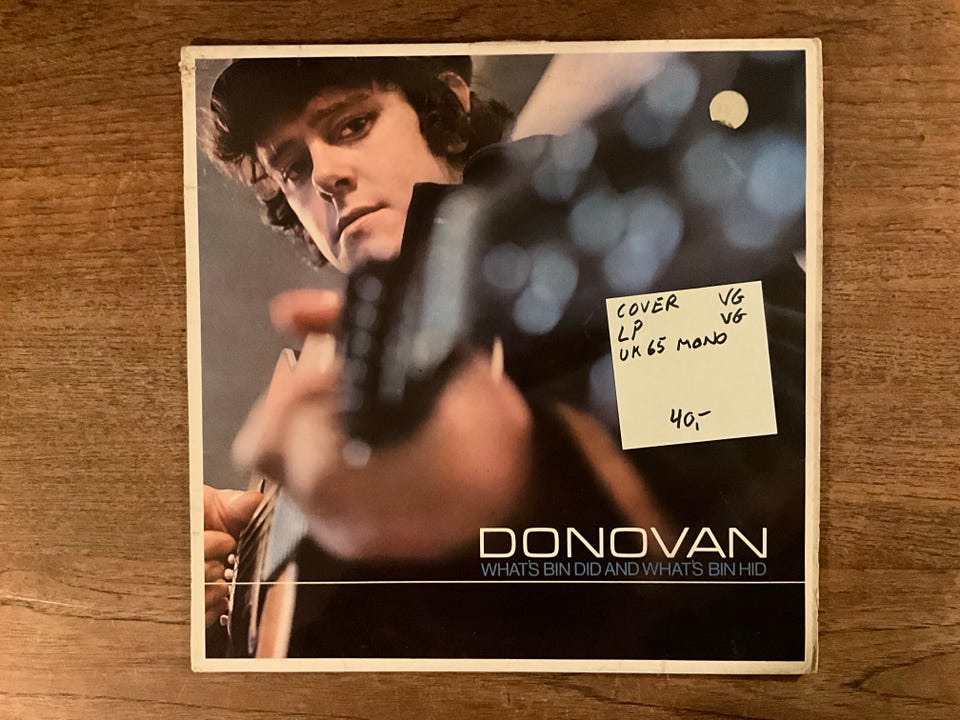 COVER VG
LP VG
UK 65 MONO
40,-
DONOVAN
WHAT'S BIN DID AND WHAT'S BIN HID